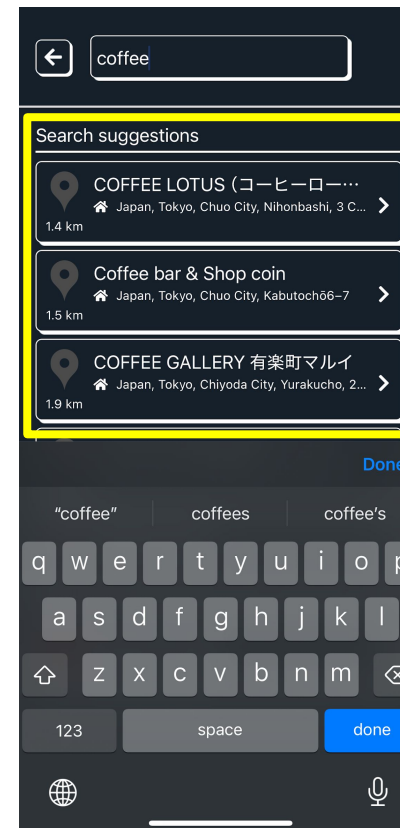 coffee
Search suggestions
COFFEE LOTUS (コーヒーロー…
Japan, Tokyo, Chuo City, Nihonbashi, 3 C...
1.4 km
Coffee bar & Shop coin
Japan, Tokyo, Chuo City, Kabutochō6−7
1.5 km
COFFEE GALLERY 有楽町マルイ
Japan, Tokyo, Chiyoda City, Yurakucho, 2...
1.9 km
Done
“coffee” coffees coffee’s
q w e r t y u i o p
a s d f g h j k l
z x c v b n m
123 space done